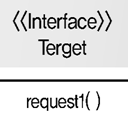 《Interface》
Terget
request1( )